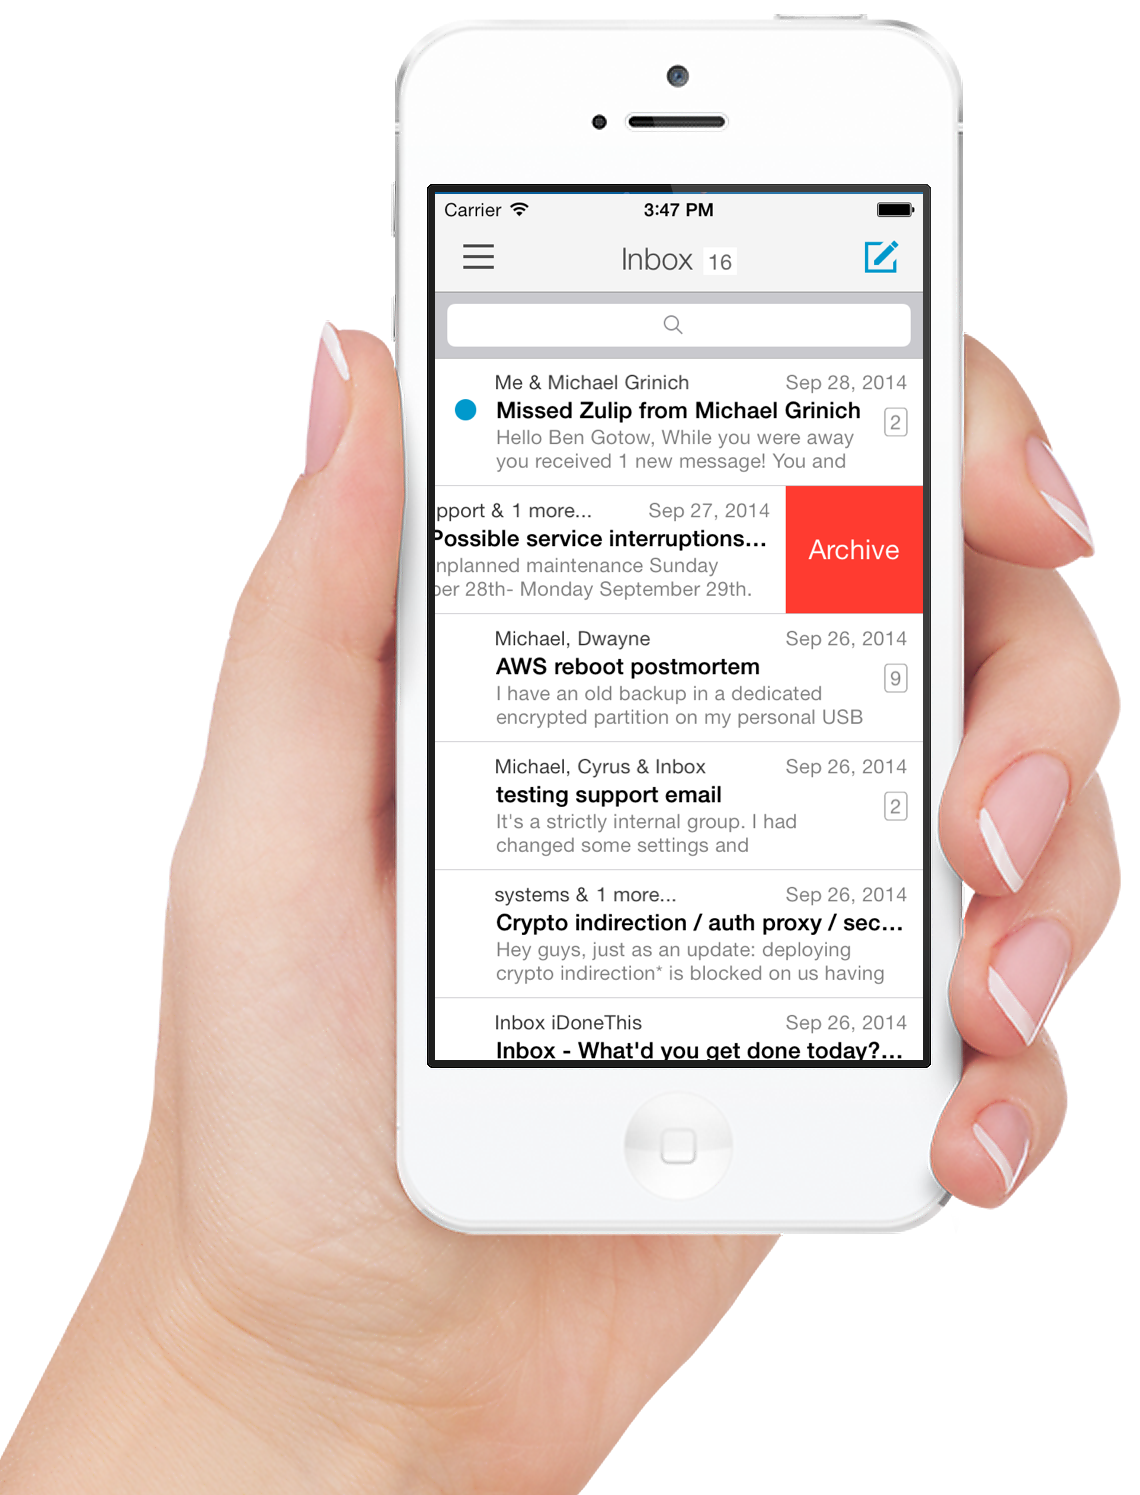 Carrier 3:47 PM
Inbox 16
Me & Michael Grinich Sep 28, 2014
Missed Zulip from Michael Grinich 2
Hello Ben Gotow, While you were away
you received 1 new message! You and
pport & 1 more... Sep 27, 2014
Possible service interruptions...
nplanned maintenance Sunday
ber 28th- Monday September 29th.
Archive
Michael, Dwayne Sep 26, 2014
AWS reboot postmortem
I have an old backup in a dedicated 9
encrypted partition on my personal USB
Michael, Cyrus & Inbox Sep 26, 2014
testing support email
It's a strictly internal group. I had 2
changed some settings and
systems & 1 more... Sep 26, 2014
Crypto indirection / auth proxy / sec...
Hey guys, just as an update: deploying
crypto indirection* is blocked on us having
Inbox iDoneThis Sep 26, 2014
Inbox - What'd you get done today?...